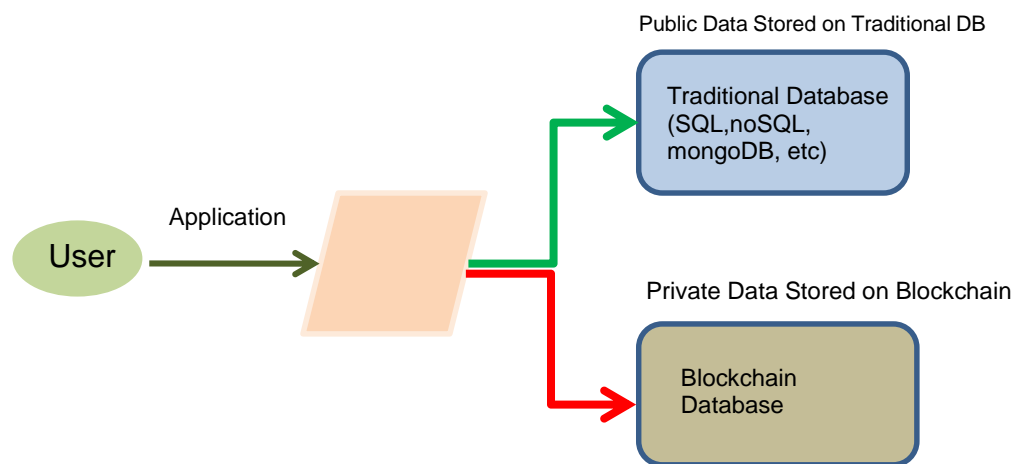 Public Data Stored on Traditional DB
Traditional Database
(SQL,noSQL,
mongoDB, etc)
Application
User
Private Data Stored on Blockchain
Blockchain
Database